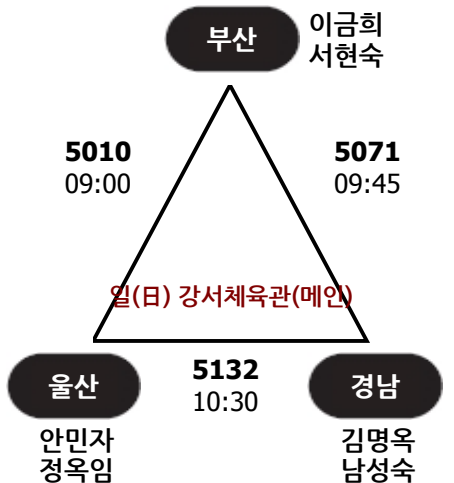 부산
이금희
서현숙
5010
09:00
5071
09:45
일(日) 강서체육관(메인)
울산
5132
10:30
경남
안민자
정옥임
김명옥
남성숙